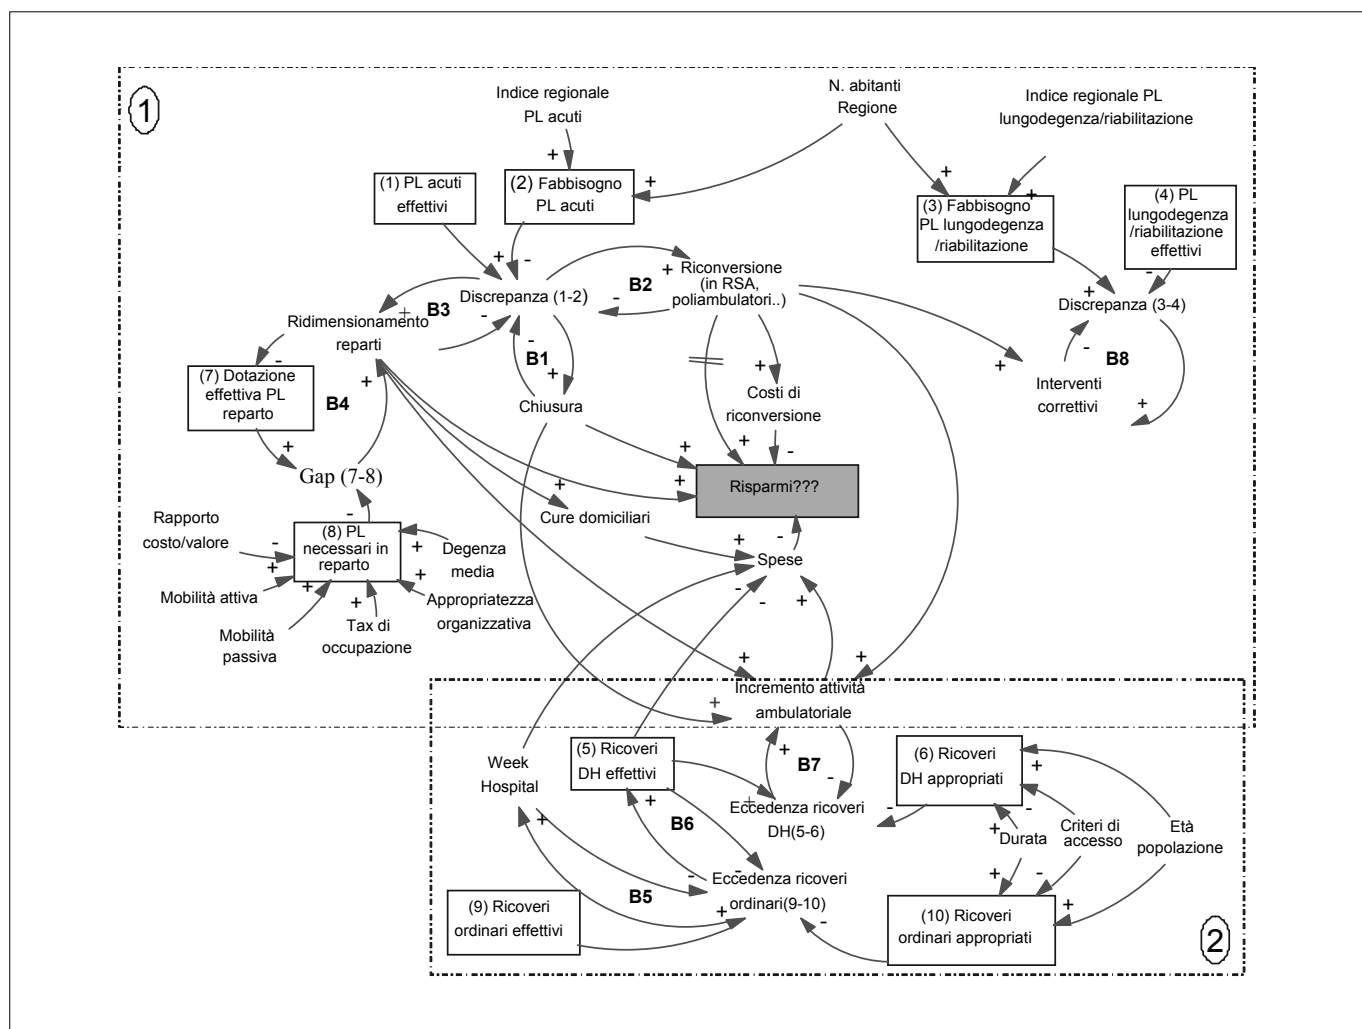 1
Indice regionale
PL acuti
N. abitanti
Regione
Indice regionale PL
lungodegenza/riabilitazione
+
(1) PL acuti
effettivi
(2) Fabbisogno
PL acuti
+
+
+
(3) Fabbisogno
PL lungodegenza
/riabilitazione
(4) PL
lungodegenza
/riabilitazione
effettivi
+
-
B3
+
Discrepanza (1-2)
-
B2
+
-
Riconversione
(in RSA,
poliambulatori..)
+
-
Discrepanza (3-4)
Ridimensionamento
reparti
-
B1
+
-
B8
-
(7) Dotazione
effettiva PL
reparto
B4
+
Chiusura
+
Costi di
riconversione
+
Interventi
correttivi
+
+
Gap (7-8)
-
+
+
+
-
Risparmi???
Rapporto
costo/valore
-
(8) PL
necessari in
reparto
+
Degenza
media
+
Cure domiciliari
+
-
Spese
Mobilità attiva
+
+
+
+
Appropriatezza
organizzativa
Mobilità
passiva
Tax di
occupazione
-
-
+
+
+
Incremento attività
ambulatoriale
+
Week
Hospital
(5) Ricoveri
DH effettivi
+
B7
-
(6) Ricoveri
DH appropriati
+
+
+
B6
+
Eccedenza ricoveri
DH(5-6)
-
-
+
Durata
Criteri di
accesso
Età
popolazione
B5
-
-
Eccedenza ricoveri
ordinari(9-10)
+
-
+
-
+
(9) Ricoveri
ordinari effettivi
(10) Ricoveri
ordinari appropriati
2